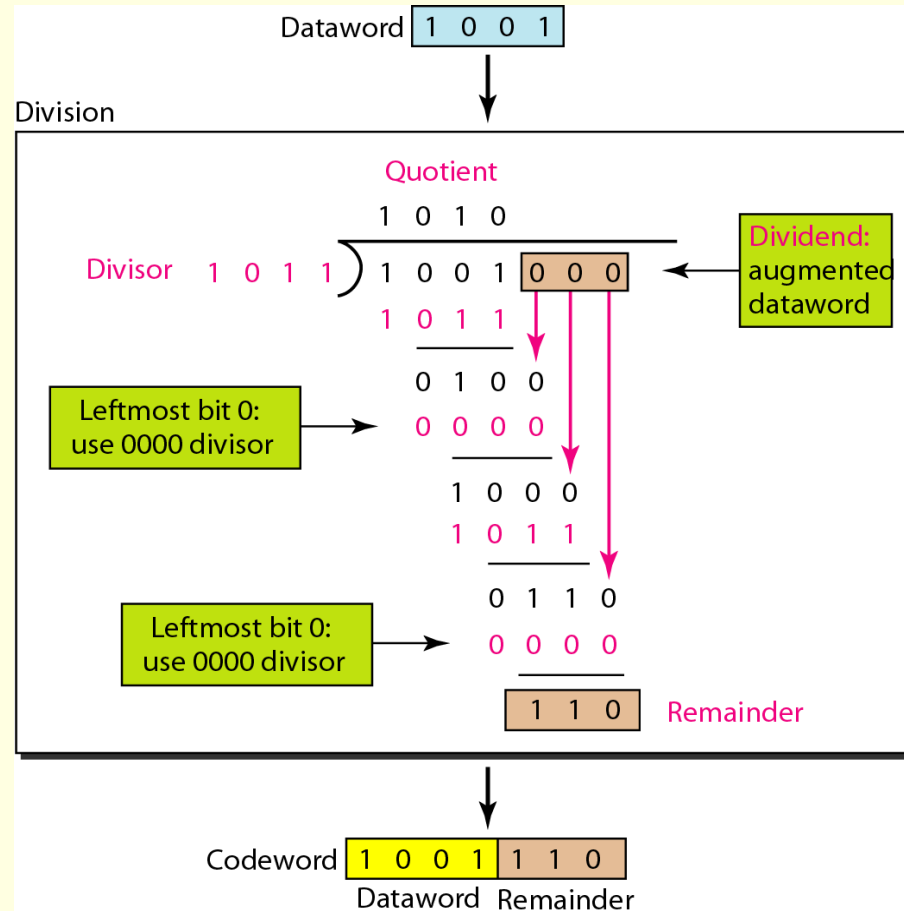 Dataword 1 0 0 1
Division
Quotient
1 0 1 0
Divisor 1 0 1 1 1 0 0 1 0 0 0
Dividend:
augmented
dataword
1 0 1 1
0 1 0 0
Leftmost bit 0:
use 0000 divisor
0 0 0 0
1 0 0 0
1 0 1 1
0 1 1 0
Leftmost bit 0:
use 0000 divisor
0 0 0 0
1 1 0 Remainder
Codeword 1 0 0 1 1 1 0
Dataword Remainder